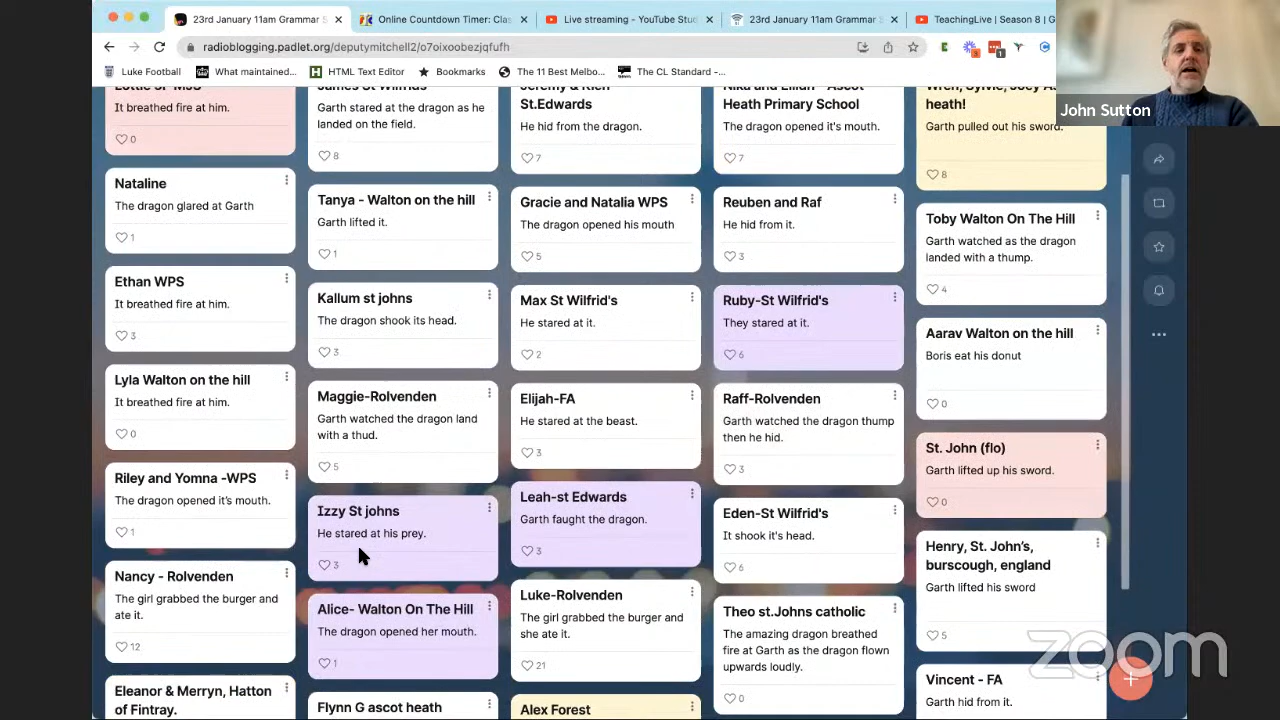 23rd January 11am Grammar S
Online Countdown Timer: Clas
Live streaming - YouTube Stud
23rd January 11am Grammar S
TeachingLive | Season 8 | G
radioblogging.padlet.org/deputymitchell2/o7oixoobezjqfufh
Luke Football
What maintained...
HTML Text Editor
Bookmarks
The 11 Best Melbo...
The CL Standard -...
John Sutton
Lottie SP MJS
It breathed fire at him.
0
Nataline
The dragon glared at Garth
1
Ethan WPS
It breathed fire at him.
3
Lyla Walton on the hill
It breathed fire at him.
0
Riley and Yomna -WPS
The dragon opened it's mouth.
1
Nancy - Rolvenden
The girl grabbed the burger and
ate it.
12
Eleanor & Merryn, Hatton
of Fintray.
James St Wilfrids
Garth stared at the dragon as he
landed on the field.
8
Tanya - Walton on the hill
Garth lifted it.
1
Kallum st johns
The dragon shook its head.
3
Maggie-Rolvenden
Garth watched the dragon land
with a thud.
5
Izzy St johns
He stared at his prey.
3
Alice- Walton On The Hill
The dragon opened her mouth.
1
Flynn G ascot heath
Jeremy & Rich
St.Edwards
He hid from the dragon.
7
Gracie and Natalia WPS
The dragon opened his mouth
5
Max St Wilfrid's
He stared at it.
2
Elijah-FA
He stared at the beast.
3
Leah-st Edwards
Garth faught the dragon.
3
Luke-Rolvenden
The girl grabbed the burger and
she ate it.
21
Alex Forest
Nika and Lillian - Ascot
Heath Primary School
The dragon opened it's mouth.
7
Reuben and Raf
He hid from it.
3
Ruby-St Wilfrid's
They stared at it.
6
Raff-Rolvenden
Garth watched the dragon thump
then he hid.
3
Eden-St Wilfrid's
It shook it's head.
6
Theo st.Johns catholic
The amazing dragon breathed
fire at Garth as the dragon flown
upwards loudly.
0
Wren, Sylvie, Joey As
heath!
Garth pulled out his sword.
8
Toby Walton On The Hill
Garth watched as the dragon
landed with a thump.
4
Aarav Walton on the hill
Boris eat his donut
0
St. John (flo)
Garth lifted up his sword.
0
Henry, St. John's,
burscough, england
Garth lifted his sword
5
Vincent - FA
Garth hid from it.
zoom